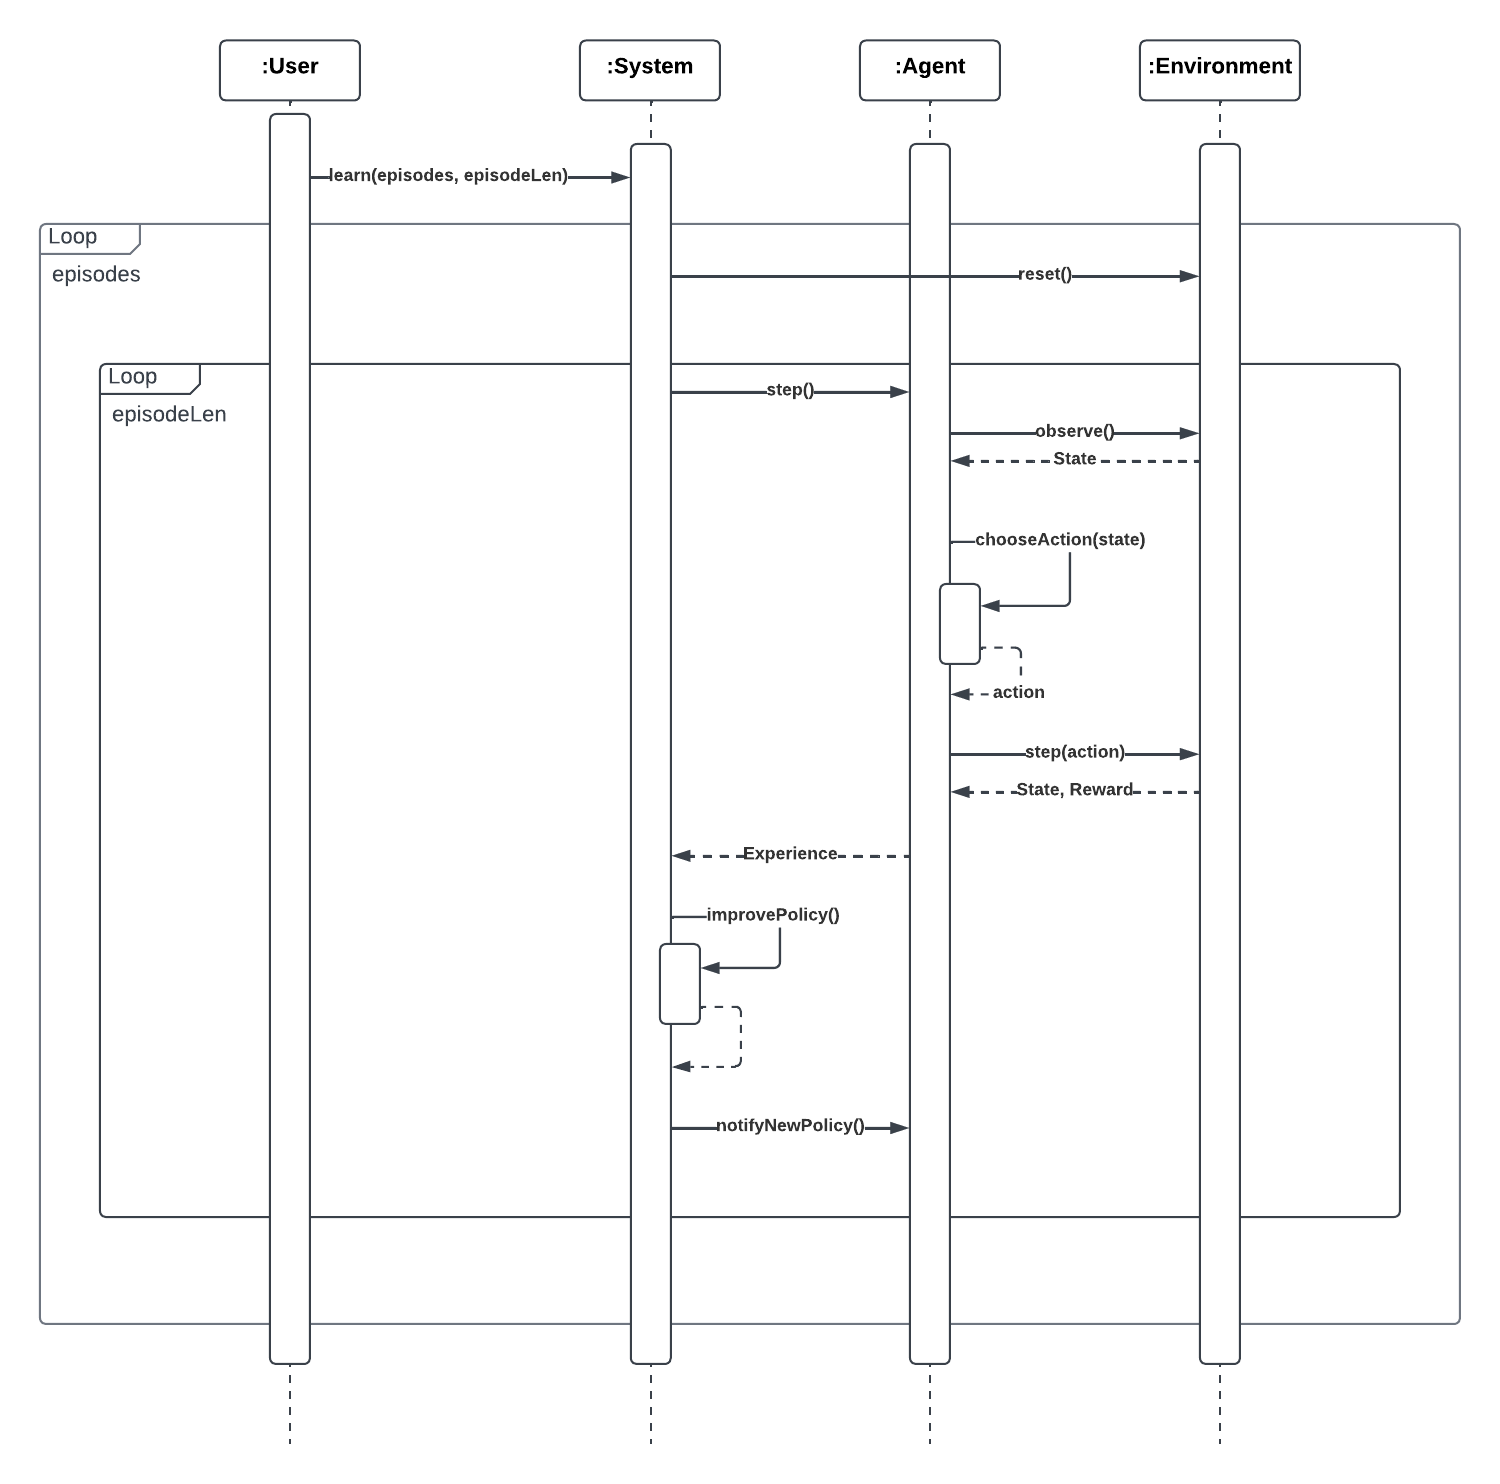 :User
:System
:Agent
:Environment
learn(episodes, episodeLen)
Loop
episodes
reset()
Loop
episodeLen
step()
observe()
State
chooseAction(state)
action
step(action)
State, Reward
Experience
improvePolicy()
notifyNewPolicy()